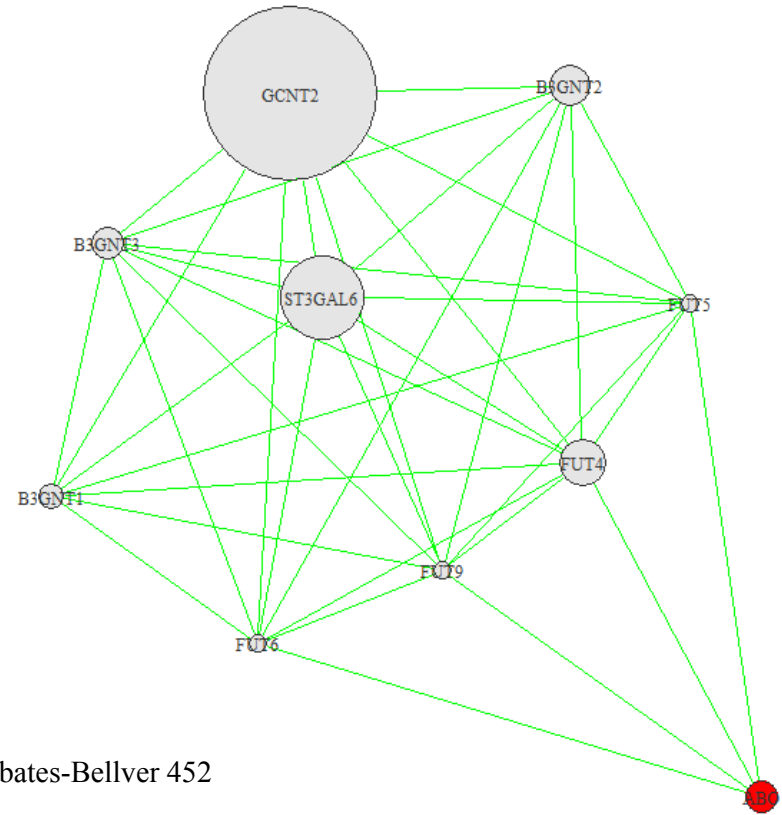 GCNT2
B3GNT2
B3GNT3
ST3GAL6
FUT5
FUT4
B3GNT1
FUT9
FUT6
bates-Bellver 452
ABO